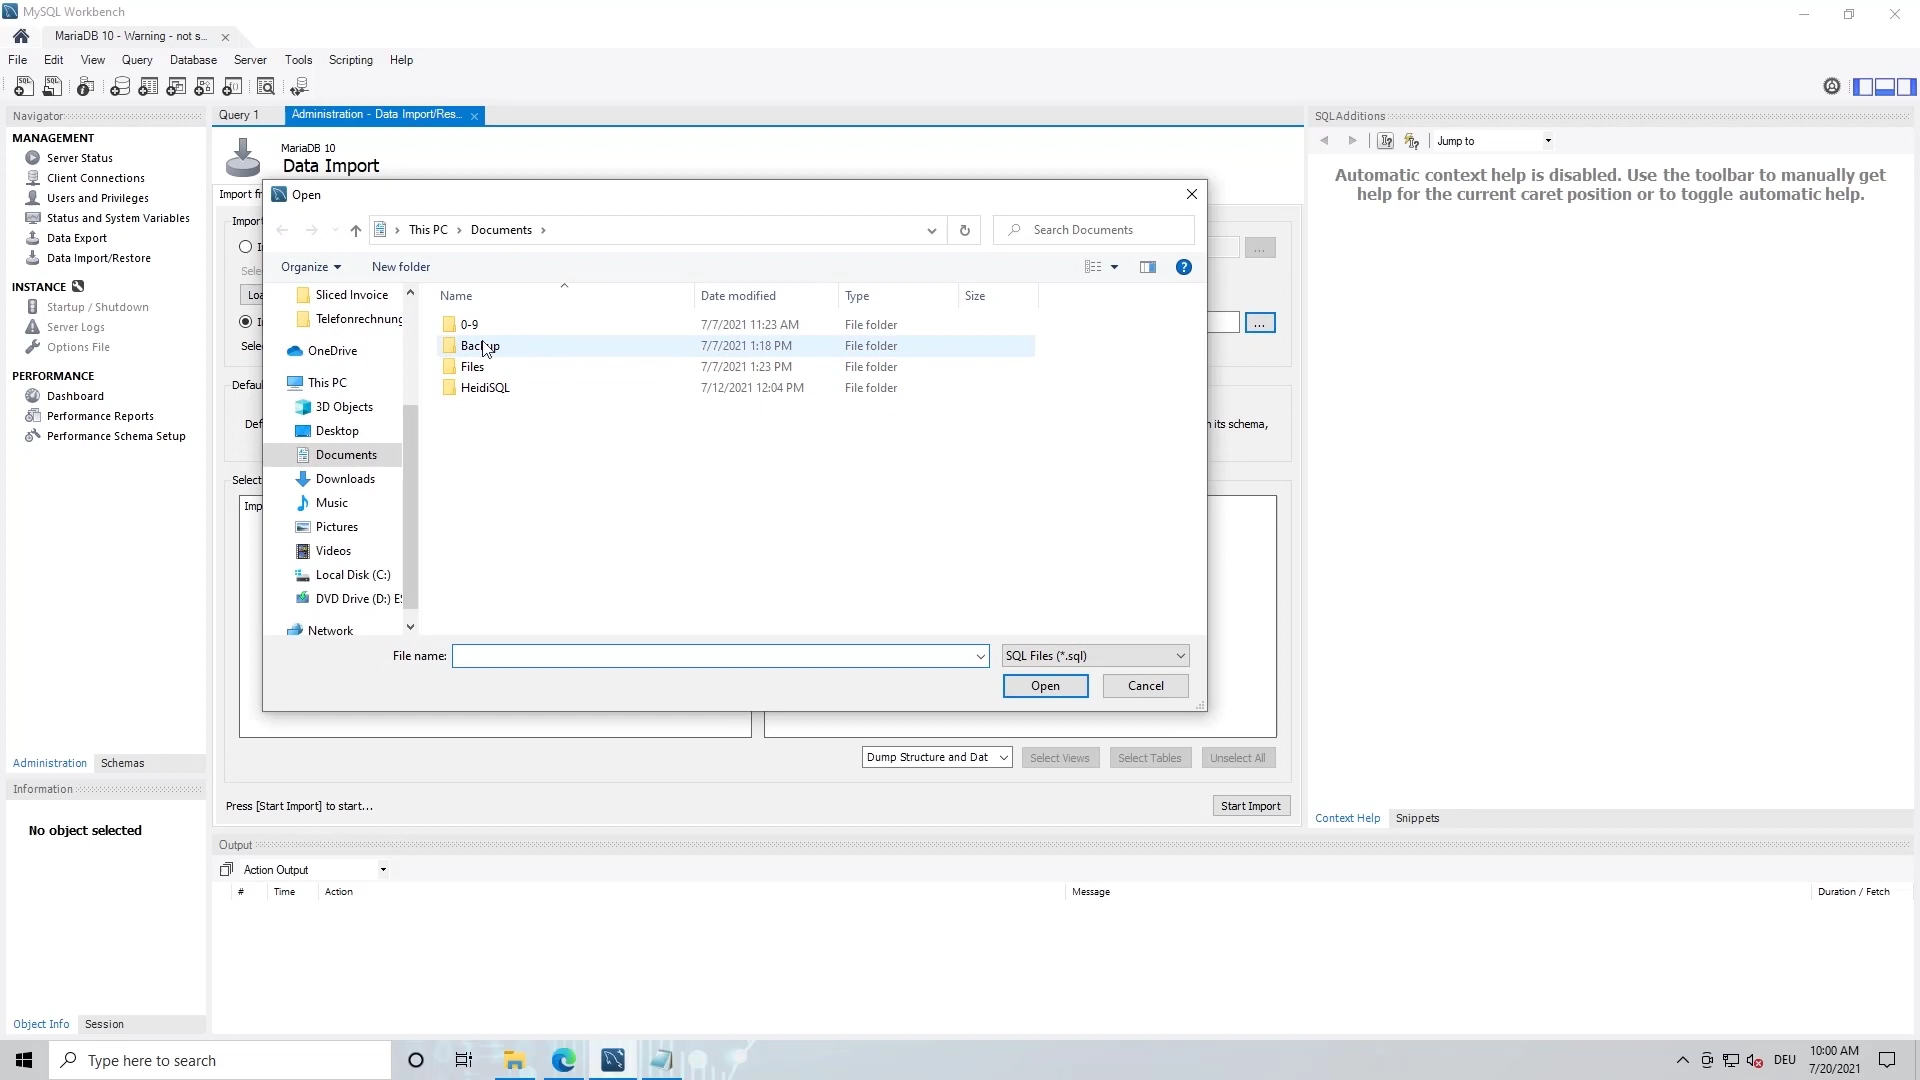 MySQL Workbench
MariaDB 10 - Warning - not s...
File Edit View Query Database Server Tools Scripting Help
Navigator
MANAGEMENT
Server Status
Client Connections
Users and Privileges
Status and System Variables
Data Export
Data Import/Restore
INSTANCE
Startup / Shutdown
Server Logs
Options File
PERFORMANCE
Dashboard
Performance Reports
Performance Schema Setup
Administration Schemas
Information
No object selected
Object Info Session
Query 1
Administration - Data Import/Res...
MariaDB 10
Data Import
Open
This PC Documents
Search Documents
Organize New folder
Sliced Invoice
Telefonrechnung
OneDrive
This PC
3D Objects
Desktop
Documents
Downloads
Music
Pictures
Videos
Local Disk (C:)
DVD Drive (D:)
Network
Name Date modified Type Size
0-9 7/7/2021 11:23 AM File folder
Backup 7/7/2021 1:18 PM File folder
Files 7/7/2021 1:23 PM File folder
HeidiSQL 7/12/2021 12:04 PM File folder
File name:
SQL Files (*.sql)
Open Cancel
...
...
its schema,
Dump Structure and Dat Select Views Select Tables Unselect All
Press [Start Import] to start...
Start Import
SQLAdditions
Jump to
Automatic context help is disabled. Use the toolbar to manually get
help for the current caret position or to toggle automatic help.
Context Help Snippets
Output
Action Output
# Time Action Message Duration / Fetch
Type here to search
DEU
10:00 AM
7/20/2021